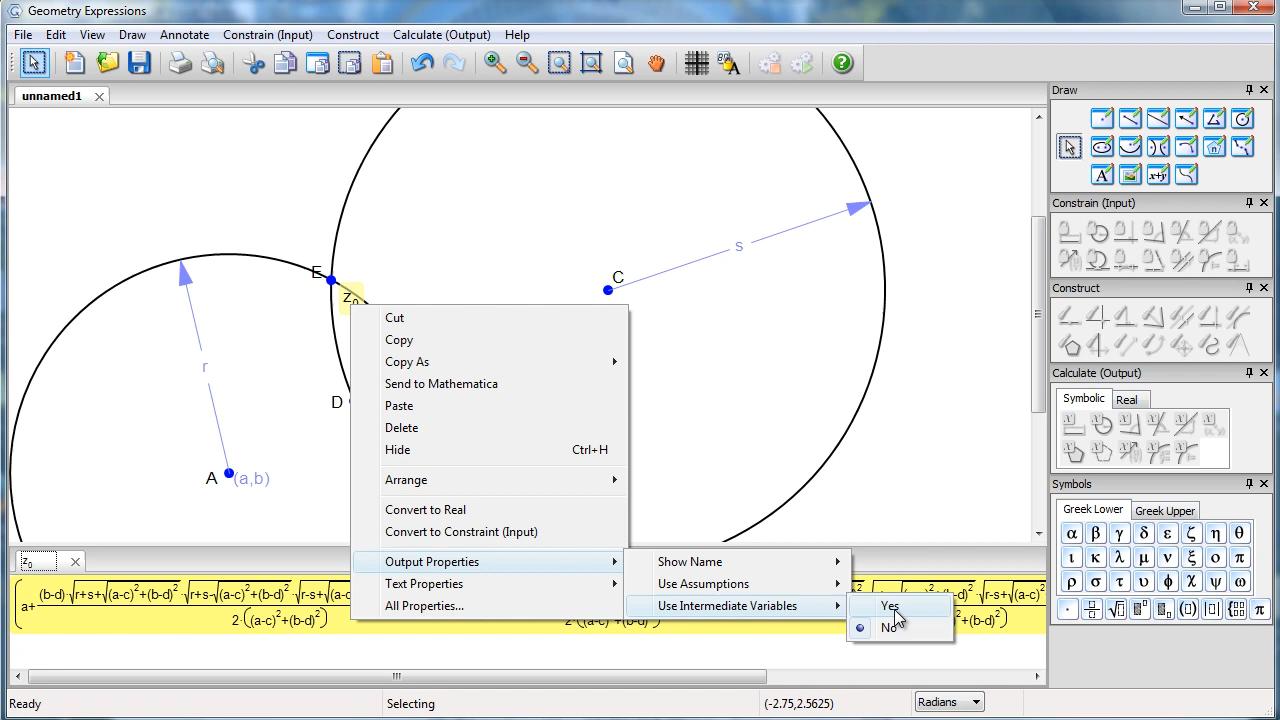 Geometry Expressions
File Edit View Draw Annotate Constrain (Input) Construct Calculate (Output) Help
unnamed1
E
z₀
C
s
r
D
A
(a,b)
Cut
Copy
Copy As
Send to Mathematica
Paste
Delete
Hide Ctrl+H
Arrange
Convert to Real
Convert to Constraint (Input)
Output Properties
Text Properties
All Properties...
Show Name
Use Assumptions
Use Intermediate Variables
Yes
No
Draw
Constrain (Input)
Construct
Calculate (Output)
Symbolic Real
Symbols
Greek Lower Greek Upper
α β γ δ ε ζ η θ
ι κ λ μ ν ξ ο π
ρ σ τ υ φ χ ψ ω
z₀
Ready Selecting (-2.75,2.5625) Radians